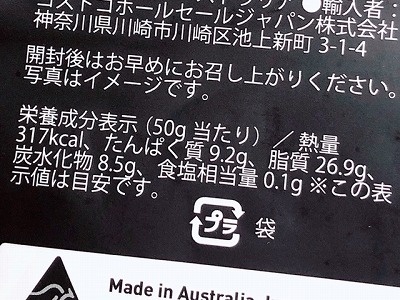 ●輸入者：
コストコホールセールジャパン株式会社
神奈川県川崎市川崎区池上新町 3-1-4
開封後はお早めにお召し上がりください。
写真はイメージです。
栄養成分表示（50g 当たり）／熱量
317kcal、たんぱく質 9.2g、脂質 26.9g、
炭水化物 8.5g、食塩相当量 0.1g ※この表
示値は目安です。
プラ 袋
Made in Australia